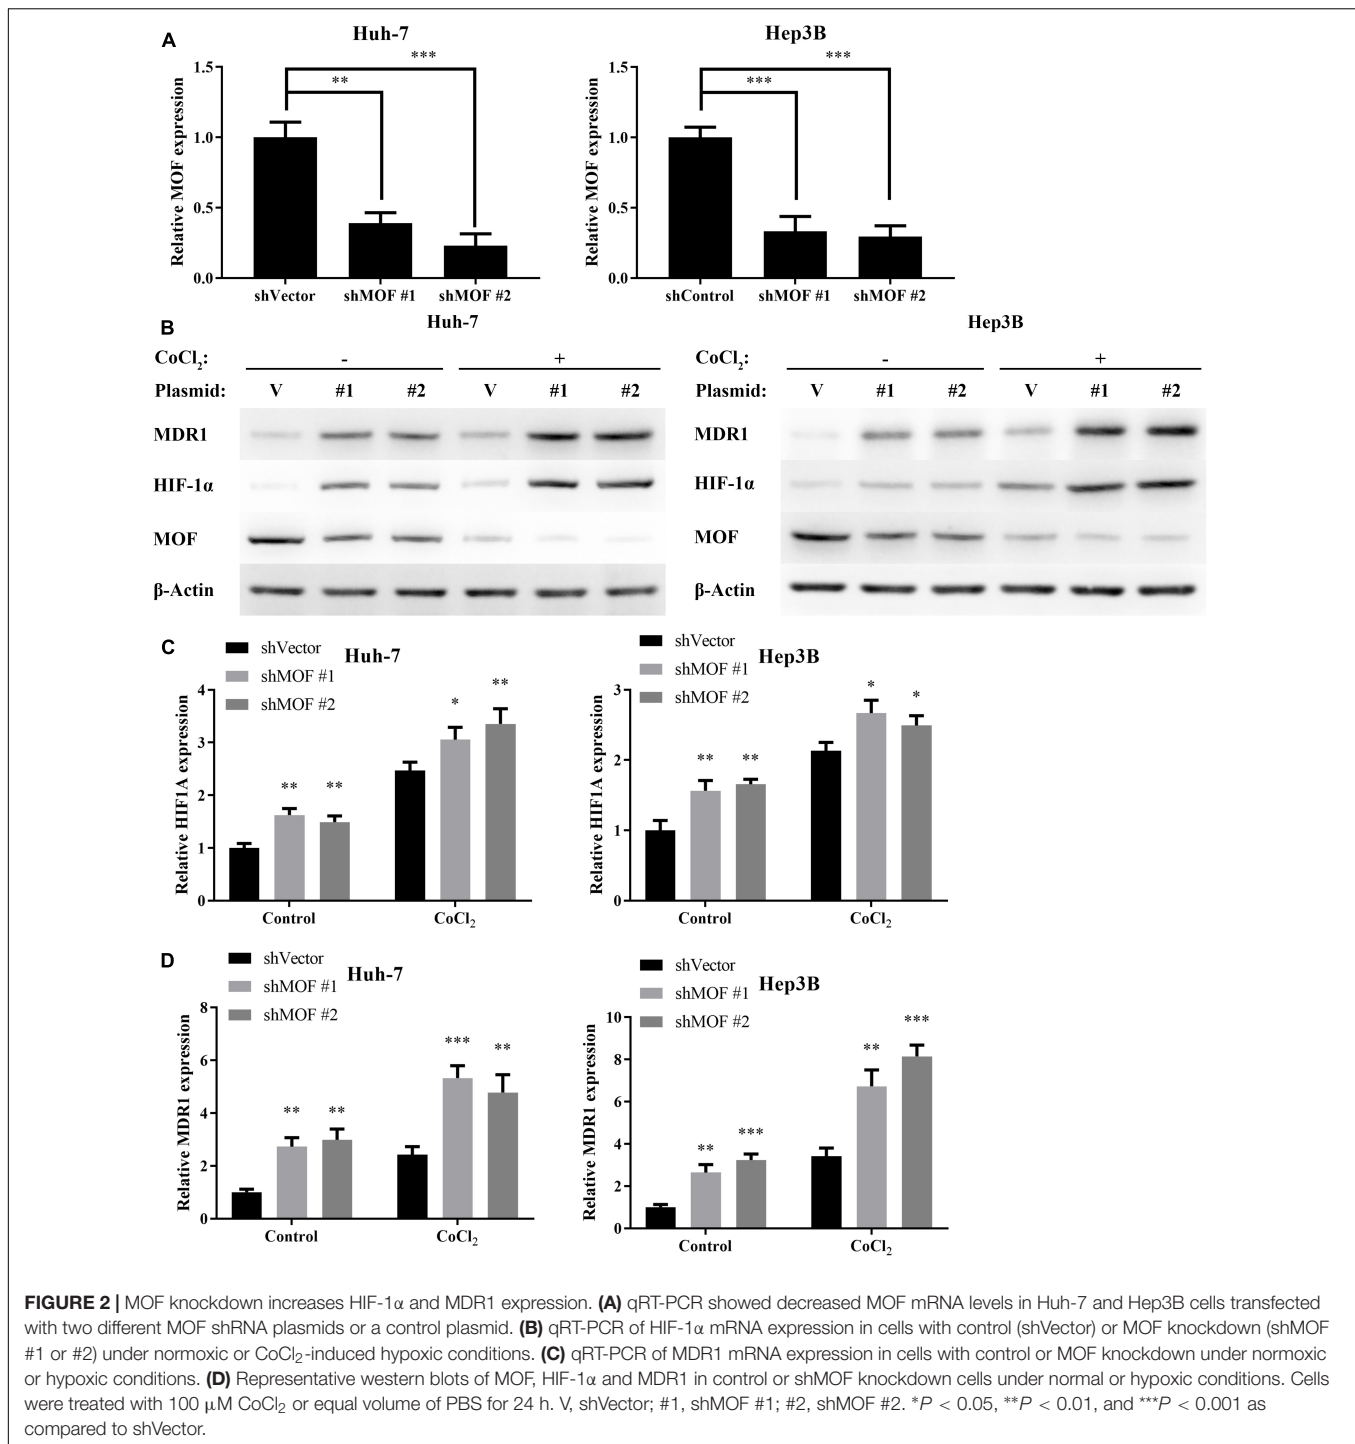 A
Huh-7
Hep3B
Relative MOF expression
1.5
1.0
0.5
0.0
**
***
shVector
shMOF #1
shMOF #2
Relative MOF expression
1.5
1.0
0.5
0.0
***
***
shControl
shMOF #1
shMOF #2
B
Huh-7
Hep3B
CoCl2: - +
Plasmid: V #1 #2 V #1 #2
MDR1
HIF-1α
MOF
β-Actin
CoCl2: - +
Plasmid: V #1 #2 V #1 #2
MDR1
HIF-1α
MOF
β-Actin
C
shVector
shMOF #1
shMOF #2
Huh-7
Relative HIF1A expression
4
3
2
1
0
** ** * **
Control CoCl2
shVector
shMOF #1
shMOF #2
Hep3B
Relative HIF1A expression
3
2
1
0
** ** * *
Control CoCl2
D
shVector
shMOF #1
shMOF #2
Huh-7
Relative MDR1 expression
8
6
4
2
0
** ** *** **
Control CoCl2
shVector
shMOF #1
shMOF #2
Hep3B
Relative MDR1 expression
10
8
6
4
2
0
** *** ** ***
Control CoCl2
FIGURE 2 | MOF knockdown increases HIF-1α and MDR1 expression. (A) qRT-PCR showed decreased MOF mRNA levels in Huh-7 and Hep3B cells transfected
with two different MOF shRNA plasmids or a control plasmid. (B) qRT-PCR of HIF-1α mRNA expression in cells with control (shVector) or MOF knockdown (shMOF
#1 or #2) under normoxic or CoCl2-induced hypoxic conditions. (C) qRT-PCR of MDR1 mRNA expression in cells with control or MOF knockdown under normoxic
or hypoxic conditions. (D) Representative western blots of MOF, HIF-1α and MDR1 in control or shMOF knockdown cells under normal or hypoxic conditions. Cells
were treated with 100 μM CoCl2 or equal volume of PBS for 24 h. V, shVector; #1, shMOF #1; #2, shMOF #2. *P < 0.05, **P < 0.01, and ***P < 0.001 as
compared to shVector.